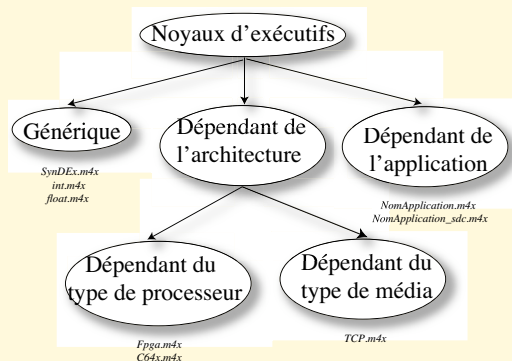 Noyaux d'exécutifs
Générique
SynDEx.m4x
int.m4x
float.m4x
Dépendant de
l'architecture
Dépendant de
l'application
NomApplication.m4x
NomApplication_sdc.m4x
Dépendant du
type de processeur
Fpga.m4x
C64x.m4x
Dépendant du
type de média
TCP.m4x